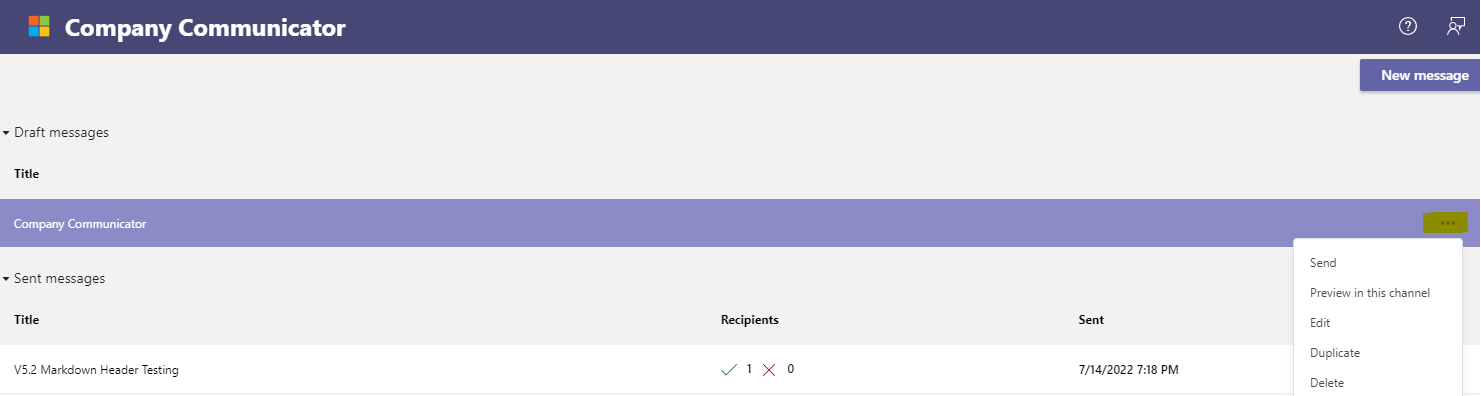 Company Communicator
New message
Draft messages
Title
Company Communicator
Send
Preview in this channel
Edit
Duplicate
Delete
Sent messages
Title Recipients Sent
V5.2 Markdown Header Testing 1 0 7/14/2022 7:18 PM